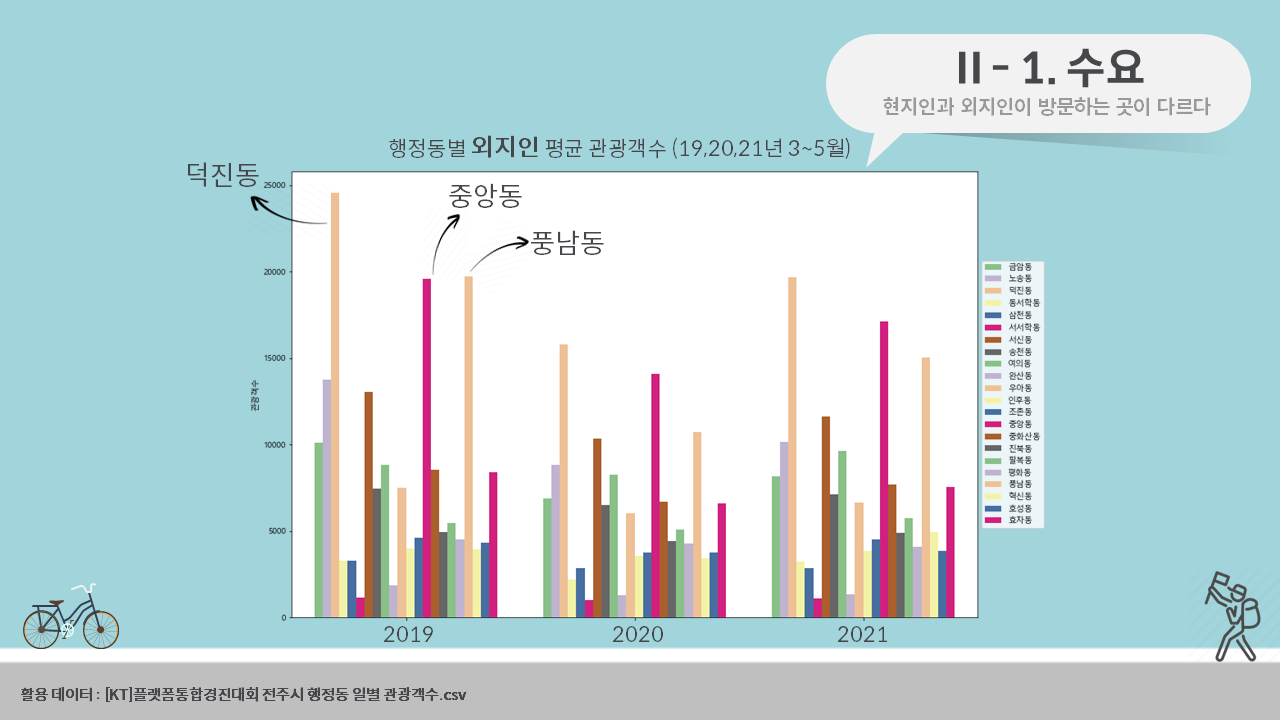 II - 1. 수요
현지인과 외지인이 방문하는 곳이 다르다
행정동별 외지인 평균 관광객수 (19,20,21년 3~5월)
덕진동
중앙동
풍남동
25000
20000
15000
10000
5000
0
관광객수
2019
2020
2021
금암동
노송동
덕진동
동서학동
삼천동
서서학동
서신동
송천동
여의동
완산동
우아동
인후동
조촌동
중앙동
중화산동
진북동
팔복동
평화동
풍남동
혁신동
호성동
효자동
활용 데이터 : [KT]플랫폼통합경진대회 전주시 행정동 일별 관광객수.csv